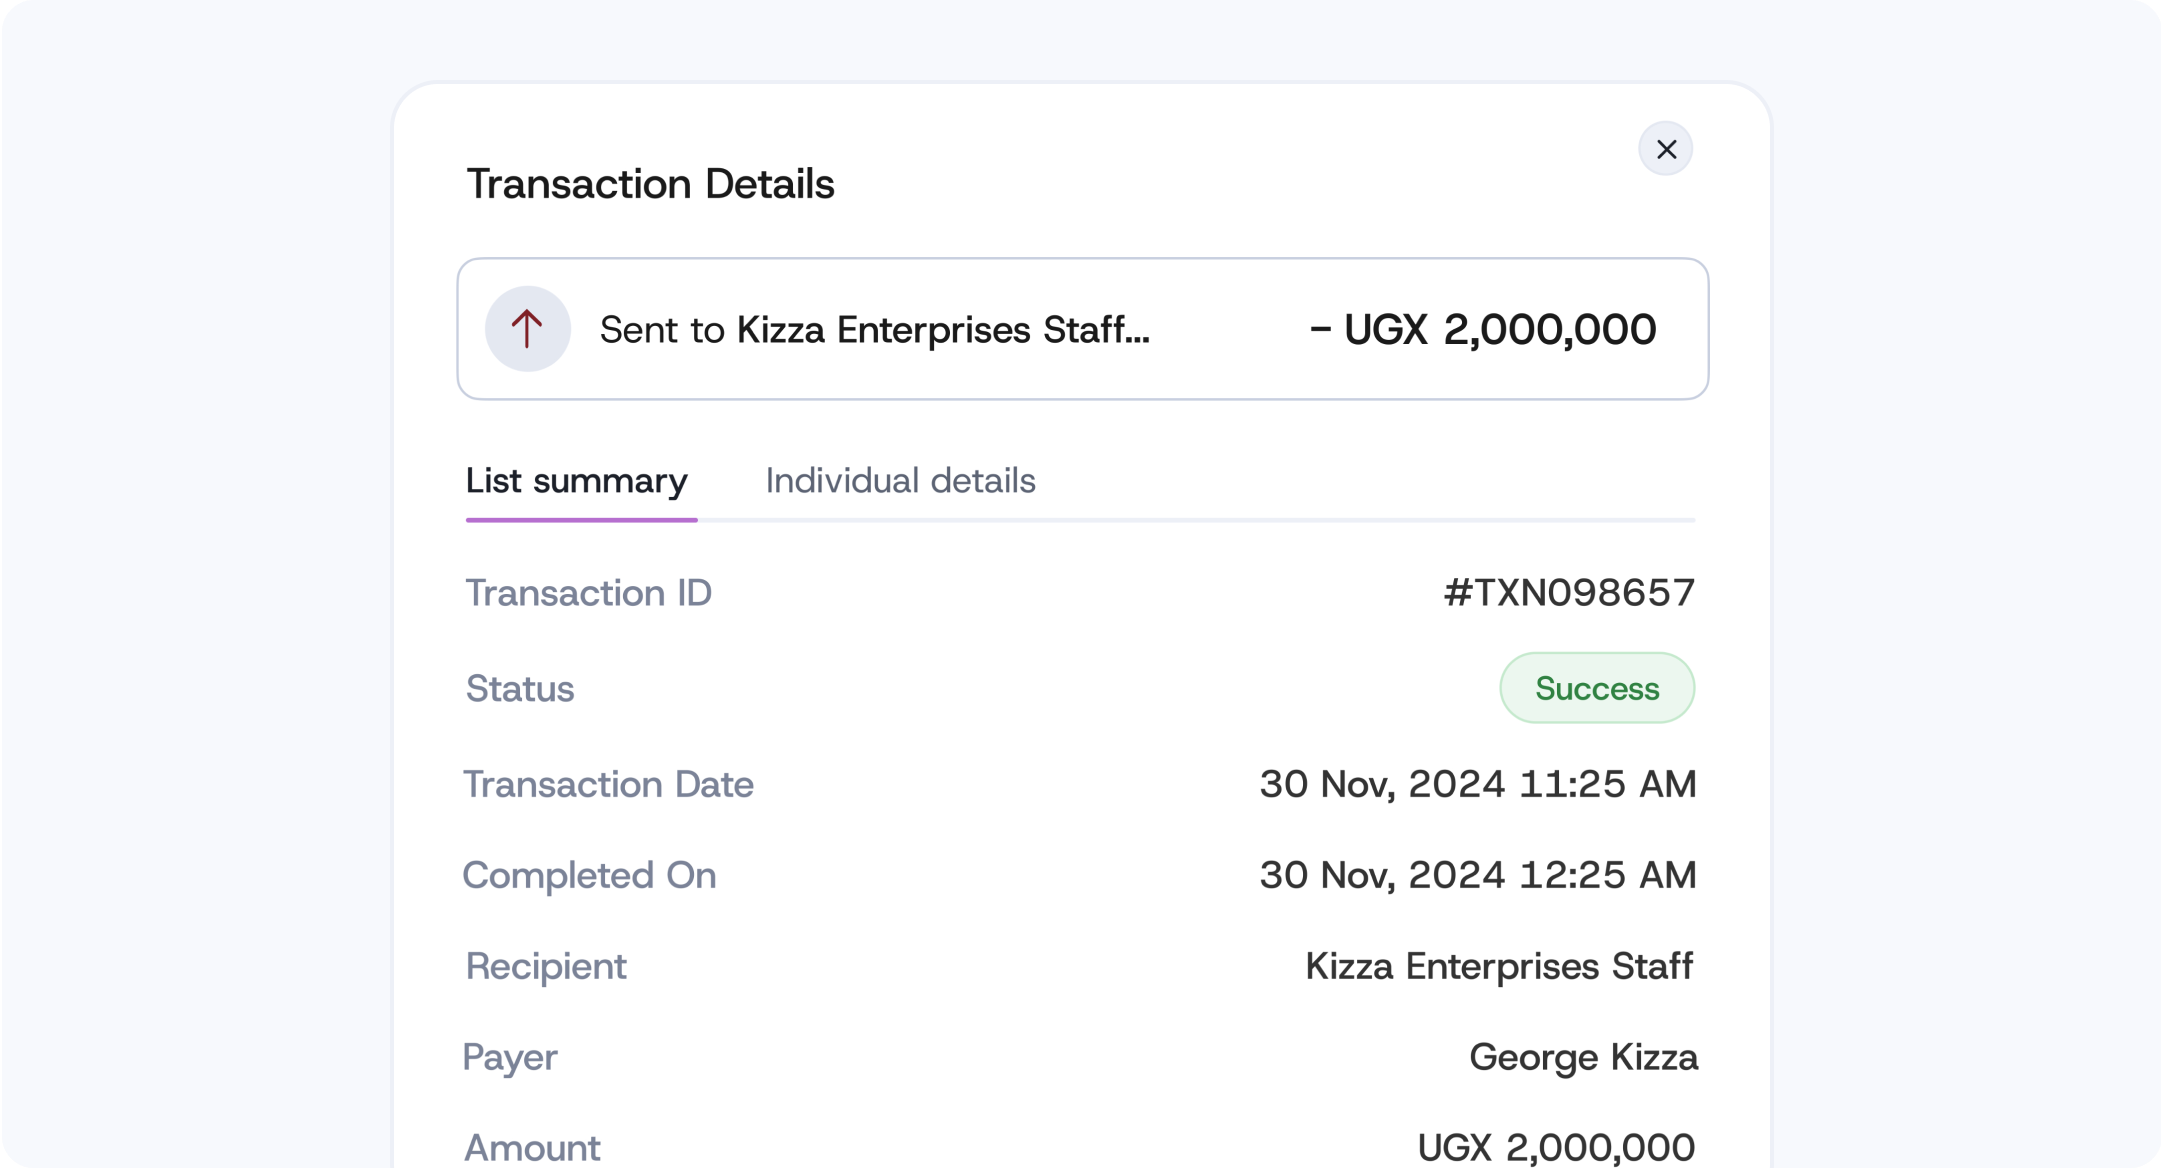 Transaction Details
Sent to Kizza Enterprises Staff... – UGX 2,000,000
List summary Individual details
Transaction ID #TXN098657
Status Success
Transaction Date 30 Nov, 2024 11:25 AM
Completed On 30 Nov, 2024 12:25 AM
Recipient Kizza Enterprises Staff
Payer George Kizza
Amount UGX 2,000,000